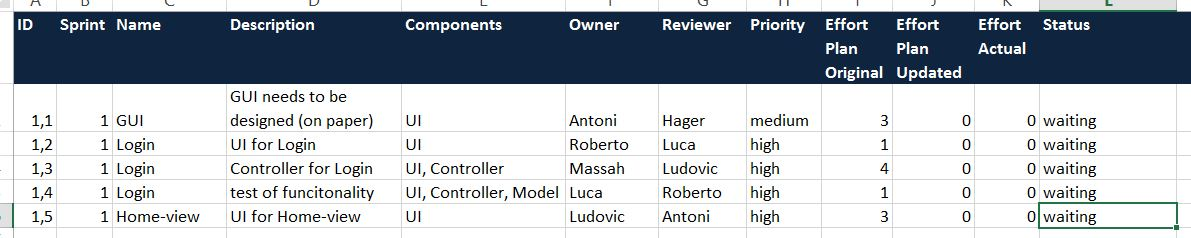 A B C D E F G H I J K L
ID Sprint Name Description Components Owner Reviewer Priority Effort Effort Effort Status
Plan Plan Actual
Original Updated
GUI needs to be
1,1 1 GUI designed (on paper) UI Antoni Hager medium 3 0 0 waiting
1,2 1 Login UI for Login UI Roberto Luca high 1 0 0 waiting
1,3 1 Login Controller for Login UI, Controller Massah Ludovic high 4 0 0 waiting
1,4 1 Login test of funcitonality UI, Controller, Model Luca Roberto high 1 0 0 waiting
1,5 1 Home-view UI for Home-view UI Ludovic Antoni high 3 0 0 waiting